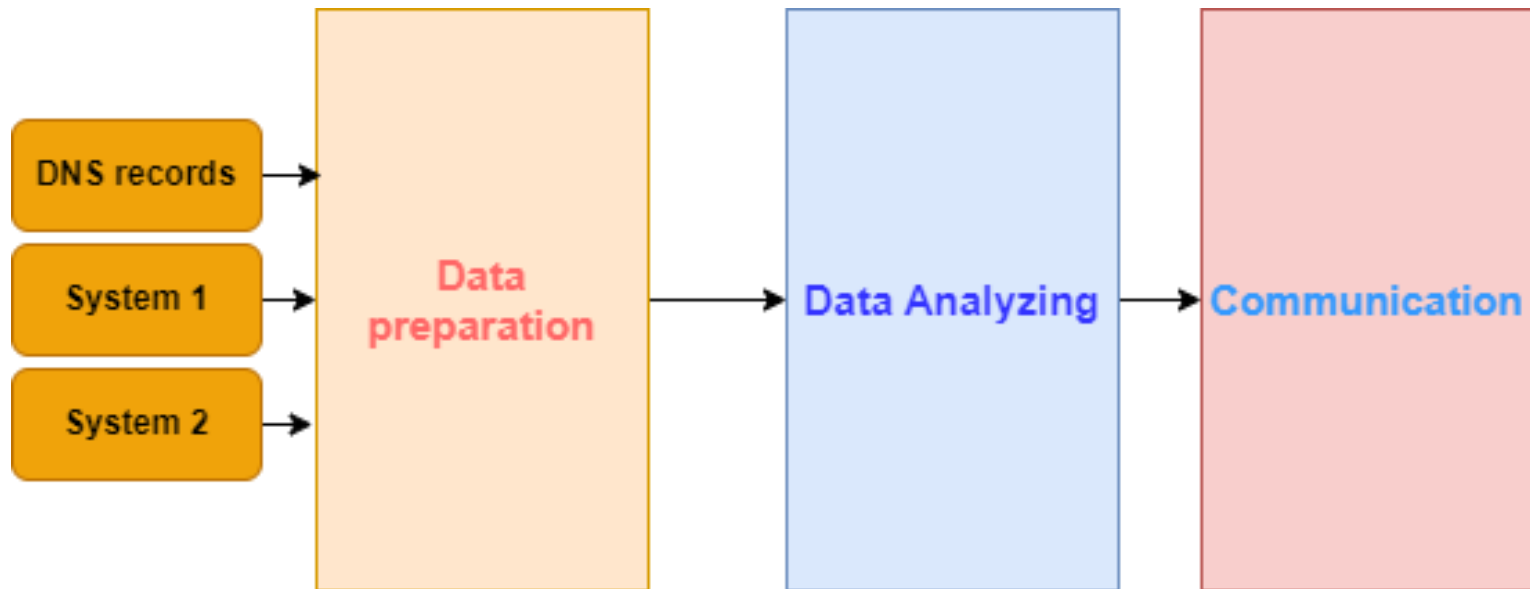 DNS records
System 1
System 2
Data
preparation
Data Analyzing
Communication